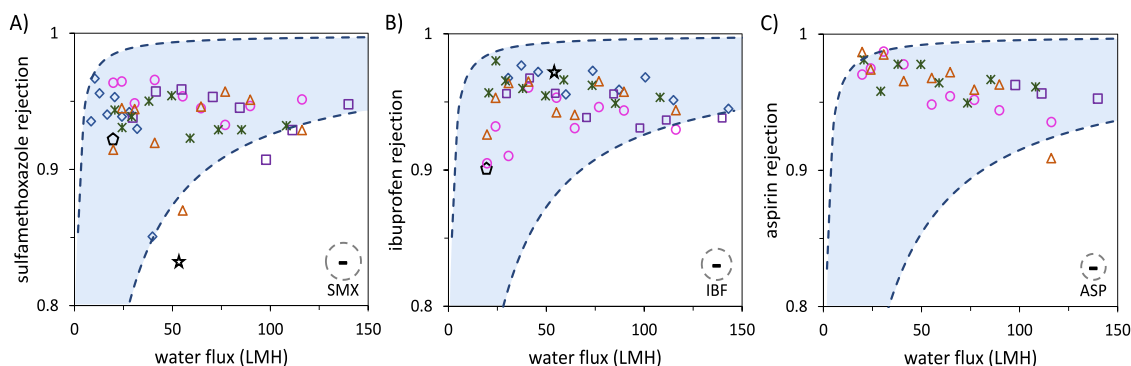 A)
1
0.9
0.8
sulfamethoxazole rejection
0
50
100
150
water flux (LMH)
-
SMX
B)
1
0.9
0.8
ibuprofen rejection
0
50
100
150
water flux (LMH)
-
IBF
C)
1
0.9
0.8
aspirin rejection
0
50
100
150
water flux (LMH)
-
ASP